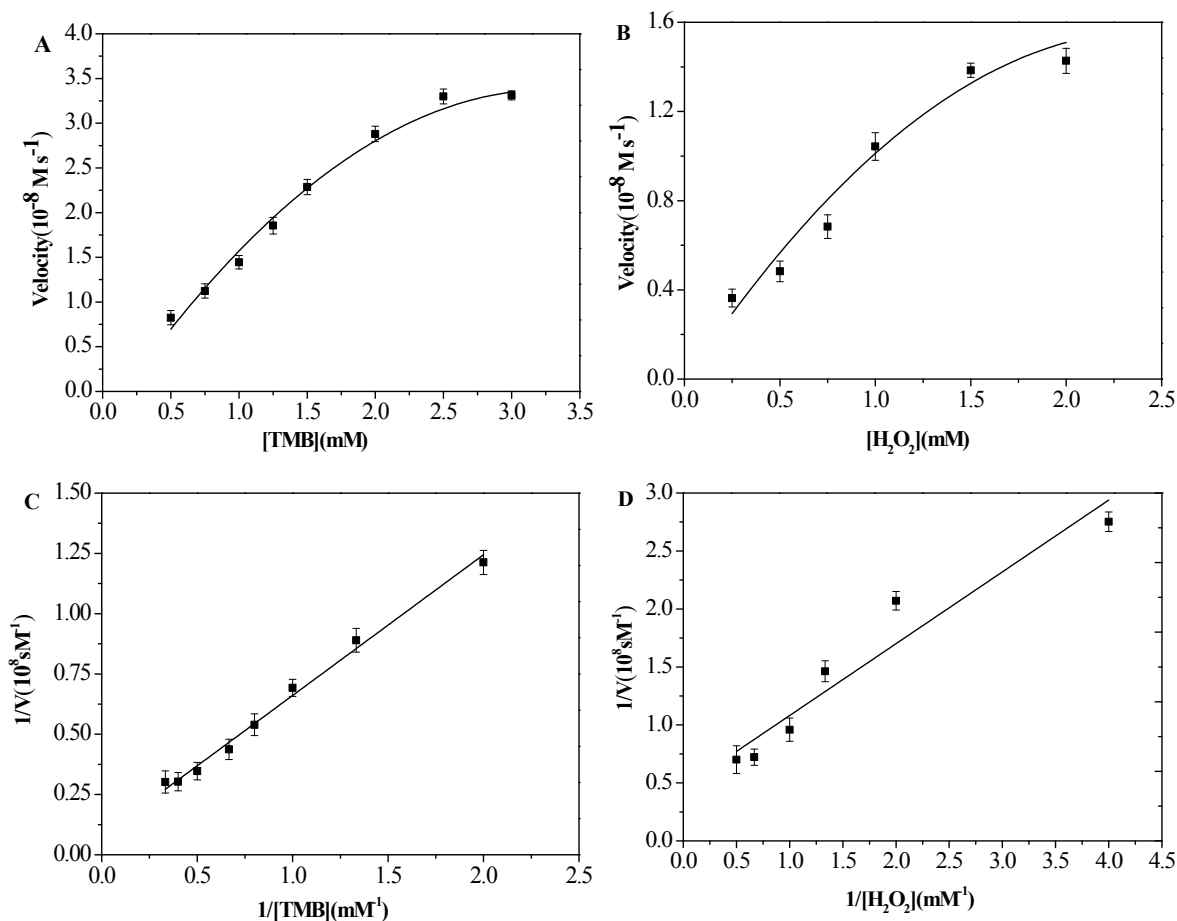 A
Velocity(10⁻⁸ M s⁻¹)
4.0
3.5
3.0
2.5
2.0
1.5
1.0
0.5
0.0
0.0 0.5 1.0 1.5 2.0 2.5 3.0 3.5
[TMB](mM)
B
Velocity(10⁻⁸ M s⁻¹)
1.6
1.2
0.8
0.4
0.0
0.0 0.5 1.0 1.5 2.0 2.5
[H₂O₂](mM)
C
1/V(10⁸sM⁻¹)
1.50
1.25
1.00
0.75
0.50
0.25
0.00
0.0 0.5 1.0 1.5 2.0 2.5
1/[TMB](mM⁻¹)
D
1/V(10⁸sM⁻¹)
3.0
2.5
2.0
1.5
1.0
0.5
0.0
0.0 0.5 1.0 1.5 2.0 2.5 3.0 3.5 4.0 4.5
1/[H₂O₂](mM⁻¹)